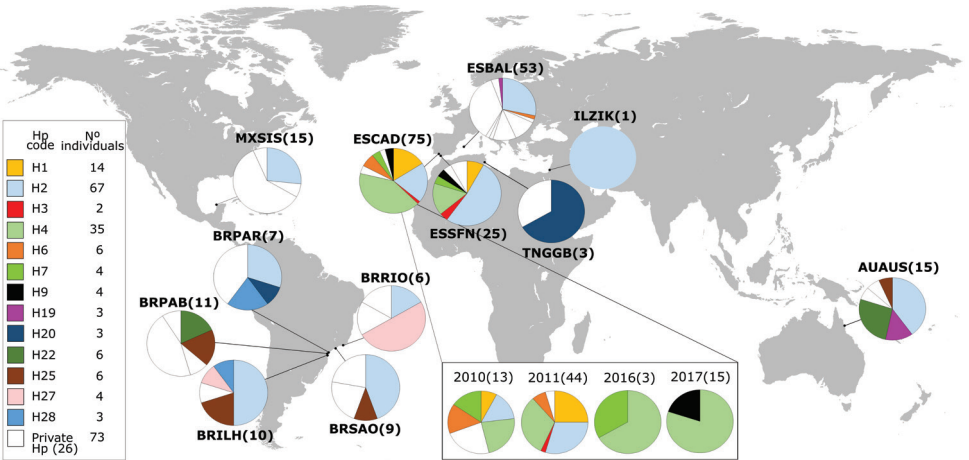 ESBAL(53)
ILZIK(1)
MXSIS(15)
ESCAD(75)
ESSFN(25)
TNGGB(3)
BRPAR(7)
BRRIO(6)
BRPAB(11)
AUAUS(15)
BRILH(10)
BRSAO(9)
Hp code Nº individuals
H1 14
H2 67
H3 2
H4 35
H6 6
H7 4
H9 4
H19 3
H20 3
H22 6
H25 6
H27 4
H28 3
Private Hp (26) 73
2010(13) 2011(44) 2016(3) 2017(15)